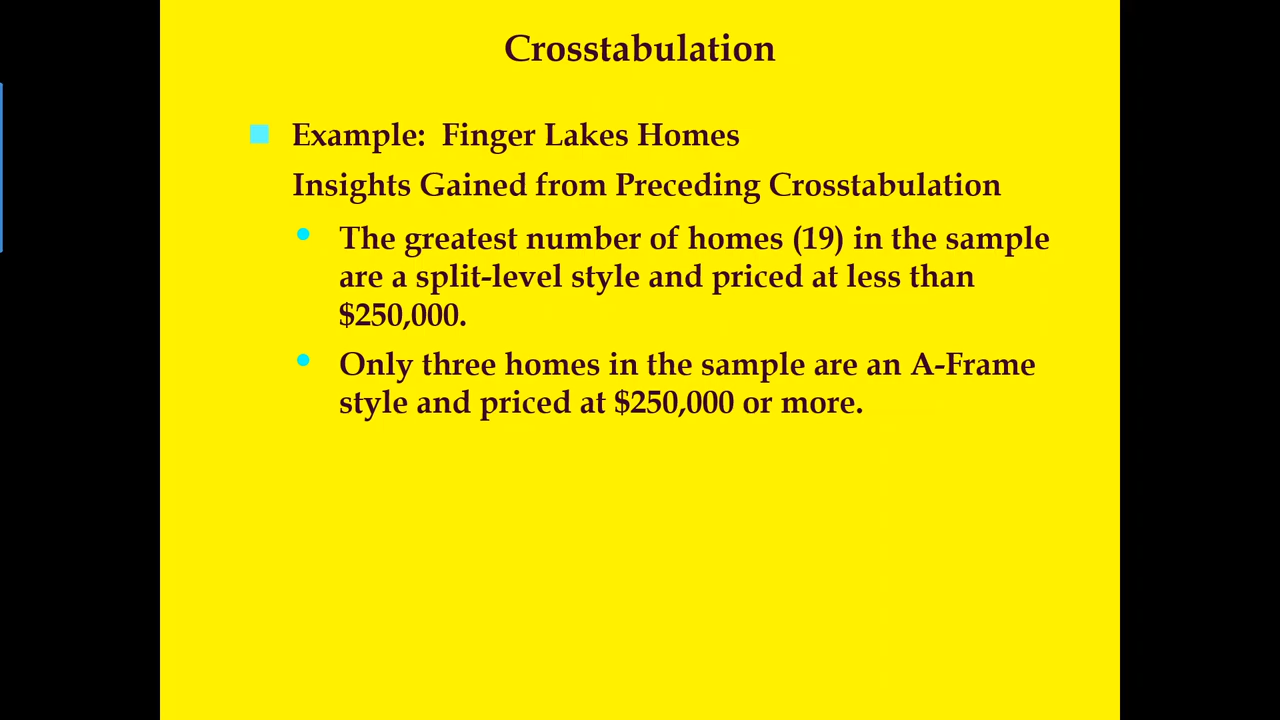 Crosstabulation
Example:  Finger Lakes Homes
Insights Gained from Preceding Crosstabulation
The greatest number of homes (19) in the sample
are a split-level style and priced at less than
$250,000.
Only three homes in the sample are an A-Frame
style and priced at $250,000 or more.